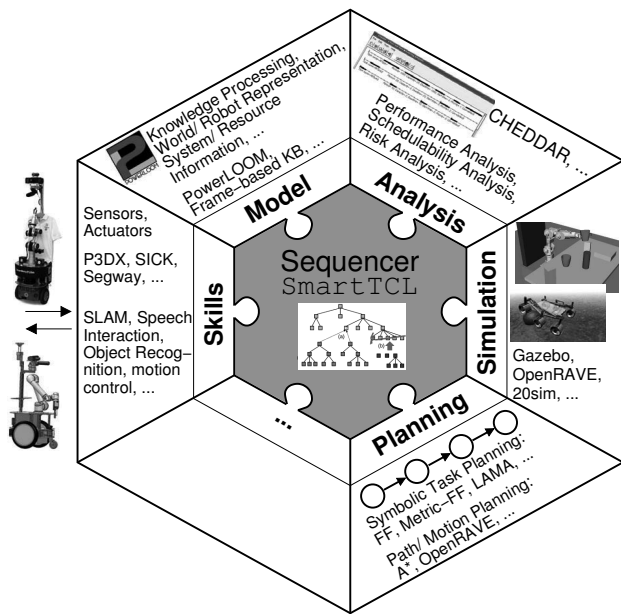 Knowledge Processing,
World/ Robot Representation,
System/ Resource
Information, ...
PowerLOOM,
Frame–based KB, ...
Model
CHEDDAR, ...
Performance Analysis,
Schedulability Analysis,
Risk Analysis, ...
Analysis
Sensors,
Actuators
P3DX, SICK,
Segway, ...
SLAM, Speech
Interaction,
Object Recog–
nition, motion
control, ...
Skills
Sequencer
SmartTCL
(a)
(b)
Simulation
Gazebo,
OpenRAVE,
20sim, ...
...
Planning
Symbolic Task Planning:
FF, Metric–FF, LAMA, ...
Path/ Motion Planning:
A*, OpenRAVE, ...